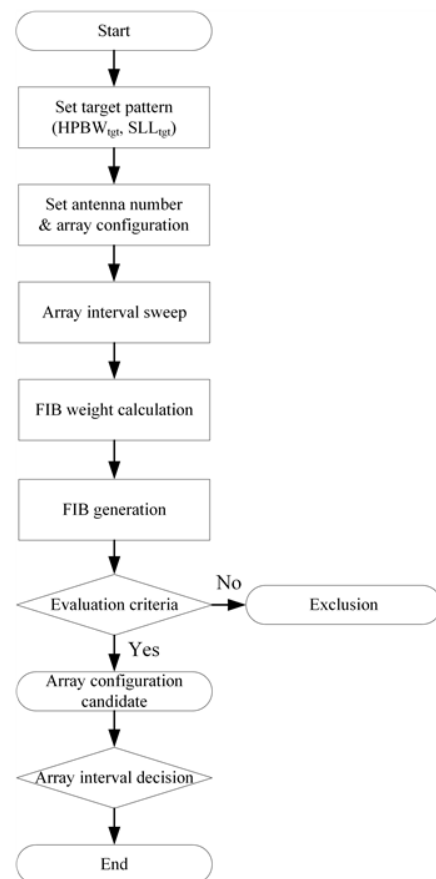 Start
Set target pattern
(HPBWtgt, SLLtgt)
Set antenna number
& array configuration
Array interval sweep
FIB weight calculation
FIB generation
Evaluation criteria
No
Exclusion
Yes
Array configuration
candidate
Array interval decision
End